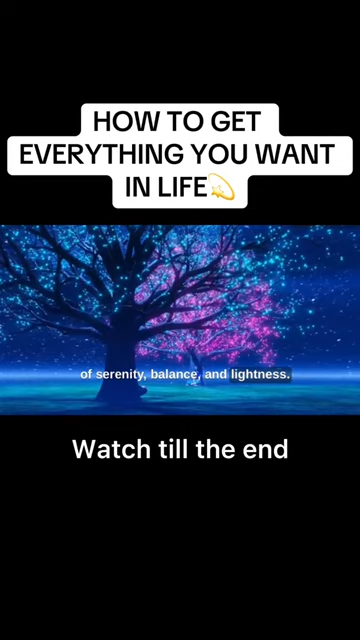 HOW TO GET
EVERYTHING YOU WANT
IN LIFE💫
of serenity, balance, and lightness.
Watch till the end